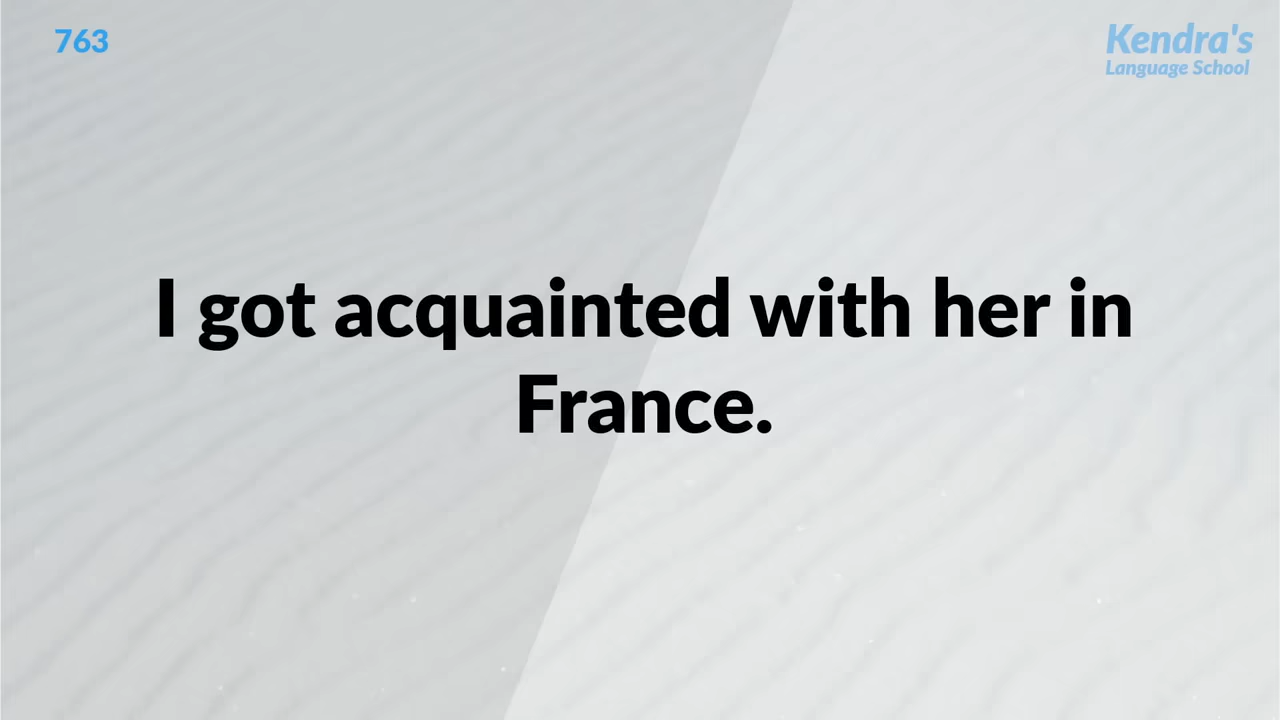 763
Kendra's
Language School
I got acquainted with her in
France.